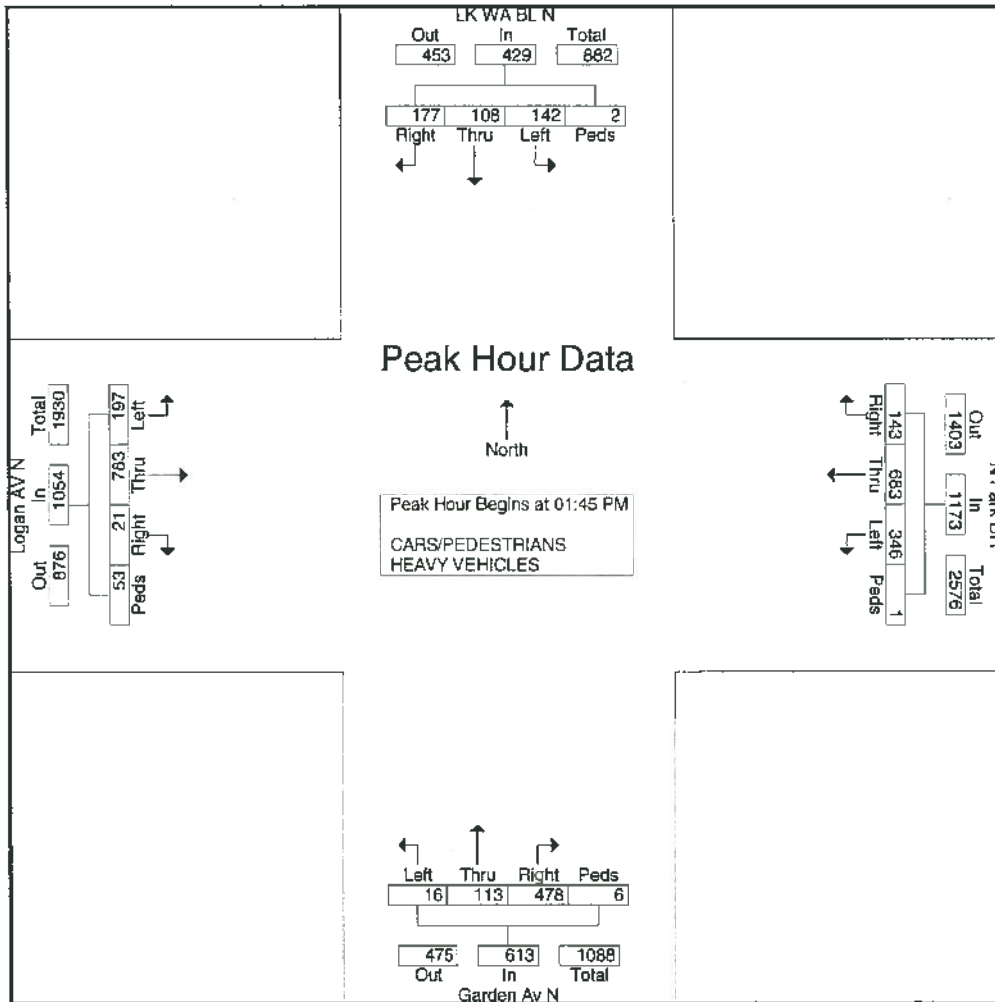 LK WA BL N
Out In Total
453 429 882
177 108 142 2
Right Thru Left Peds
Peak Hour Data
North
Peak Hour Begins at 01:45 PM
CARS/PEDESTRIANS
HEAVY VEHICLES
Logan AV N
Out In Total
876 1054 1930
197 783 21 53
Left Thru Right Peds
Out In Total
1403 1173 2576
143 683 346 1
Right Thru Left Peds
Left Thru Right Peds
16 113 478 6
475 613 1088
Out In Total
Garden Av N